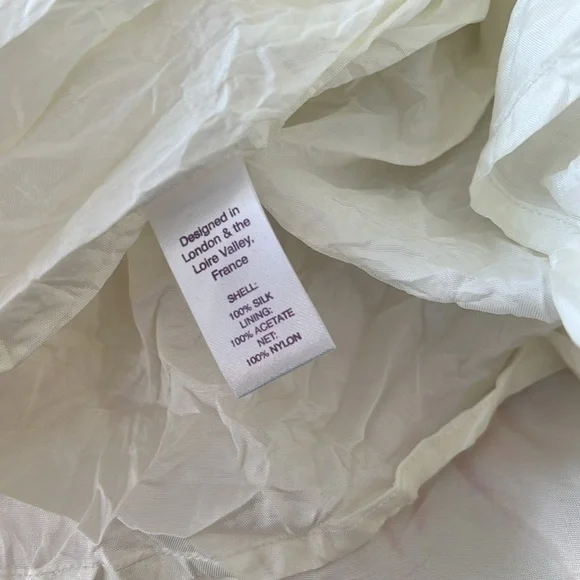 Designed in
London & the
Loire Valley,
France
SHELL:
100% SILK
LINING:
100% ACETATE
NET:
100% NYLON